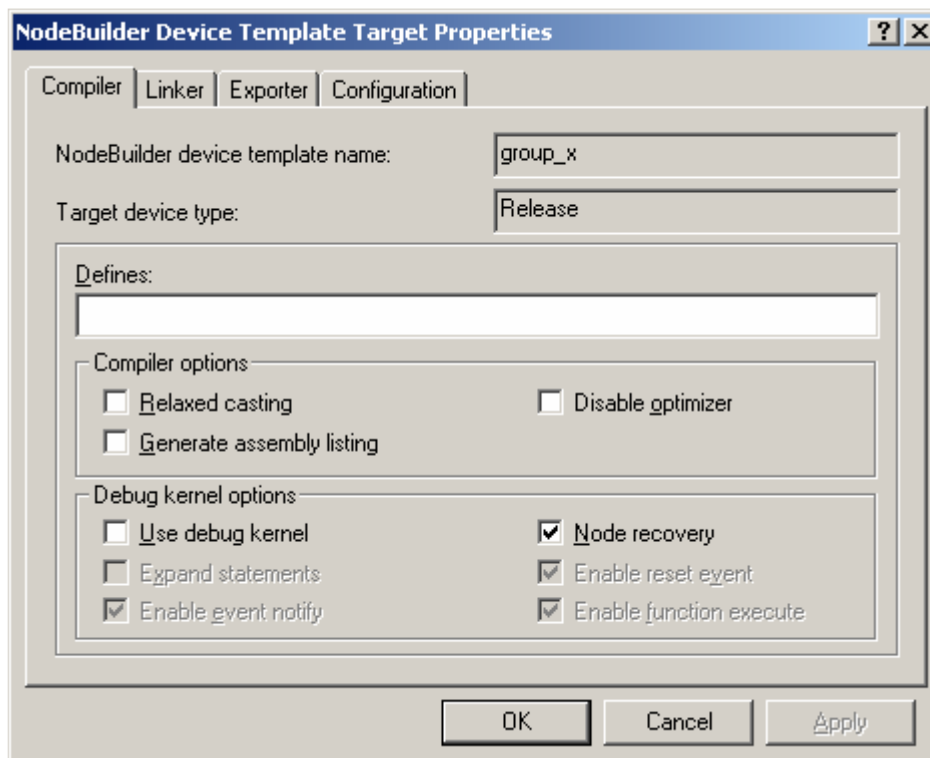 NodeBuilder Device Template Target Properties
Compiler Linker Exporter Configuration
NodeBuilder device template name: group_x
Target device type: Release
Defines:
Compiler options
Relaxed casting Disable optimizer
Generate assembly listing
Debug kernel options
Use debug kernel Node recovery
Expand statements Enable reset event
Enable event notify Enable function execute
OK Cancel Apply